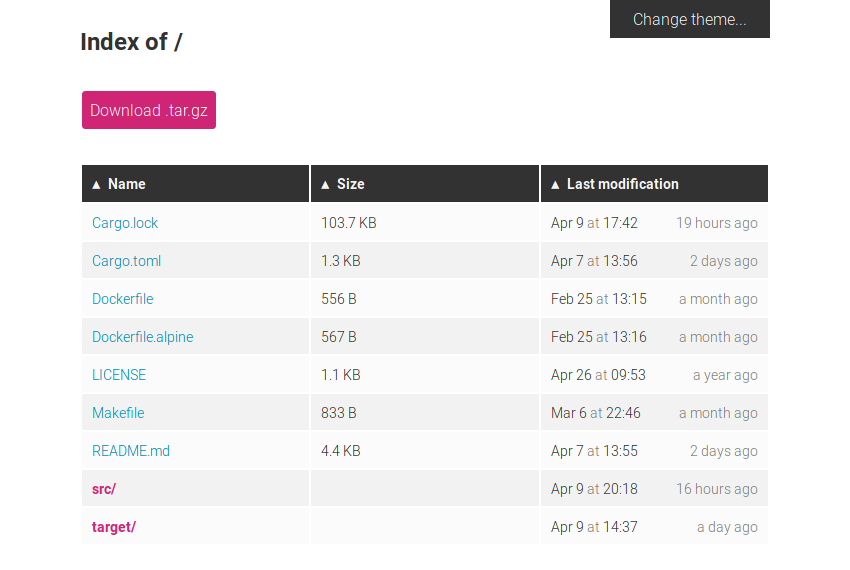 Change theme...
Index of /
Download .tar.gz
▲ Name ▲ Size ▲ Last modification
Cargo.lock 103.7 KB Apr 9 at 17:42 19 hours ago
Cargo.toml 1.3 KB Apr 7 at 13:56 2 days ago
Dockerfile 556 B Feb 25 at 13:15 a month ago
Dockerfile.alpine 567 B Feb 25 at 13:16 a month ago
LICENSE 1.1 KB Apr 26 at 09:53 a year ago
Makefile 833 B Mar 6 at 22:46 a month ago
README.md 4.4 KB Apr 7 at 13:55 2 days ago
src/ Apr 9 at 20:18 16 hours ago
target/ Apr 9 at 14:37 a day ago